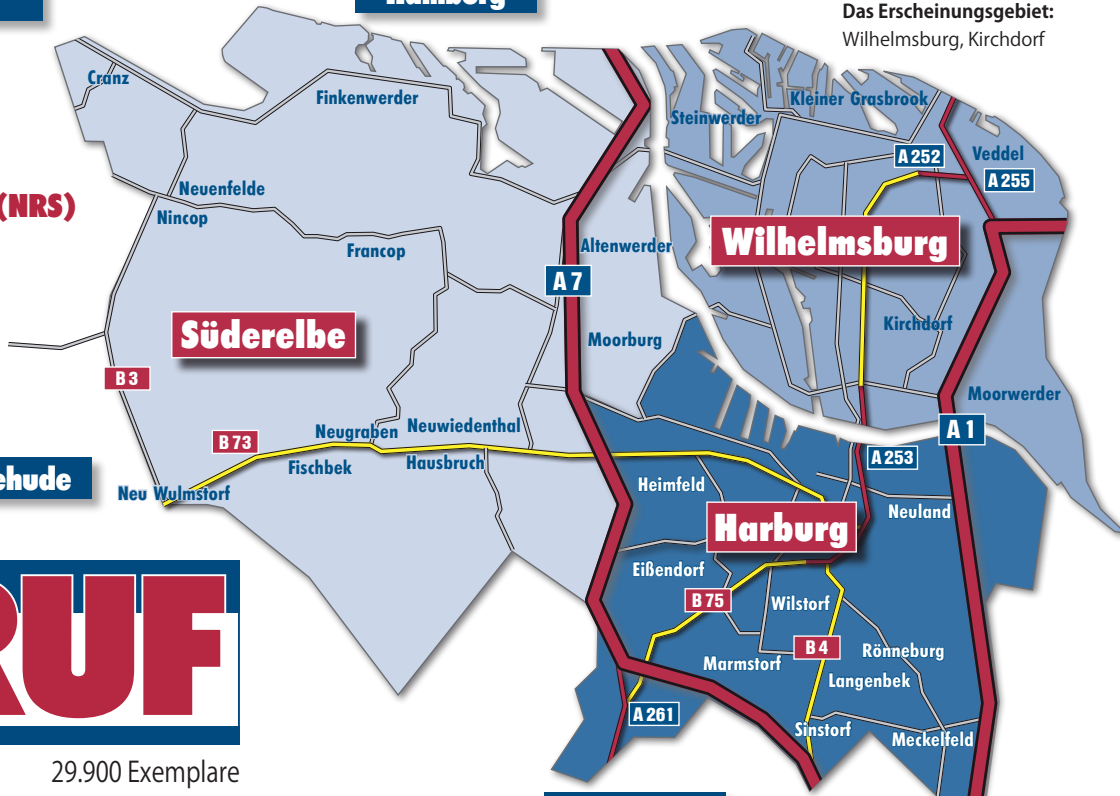 Hamburg
Das Erscheinungsgebiet:
Wilhelmsburg, Kirchdorf
Cranz
Finkenwerder
Kleiner Grasbrook
Steinwerder
A 252
Veddel
A 255
Neuenfelde
(NRS)
Nincop
Francop
Altenwerder
Wilhelmsburg
A 7
Kirchdorf
Süderelbe
Moorburg
B 3
Moorwerder
Neugraben
Neuwiedenthal
A 1
B 73
Fischbek
Hausbruch
A 253
ehude
Neu Wulmstorf
Heimfeld
Neuland
Harburg
Eißendorf
B 75
Wilstorf
B 4
Rönneburg
Marmstorf
Langenbek
RUF
A 261
Sinstorf
Meckelfeld
29.900 Exemplare